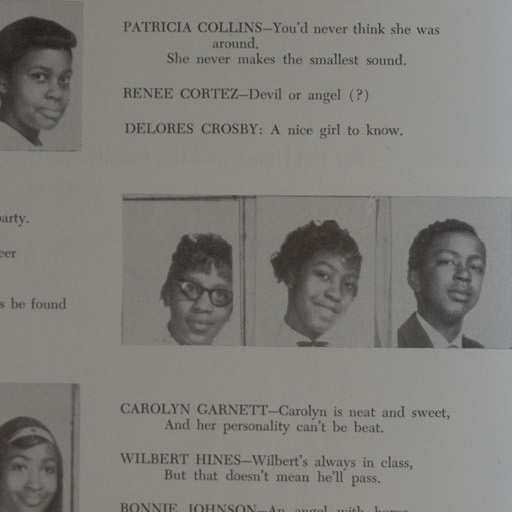 PATRICIA COLLINS—You'd never think she was
around.
She never makes the smallest sound.
RENEE CORTEZ—Devil or angel (?)
DELORES CROSBY: A nice girl to know.
arty.
eer
s be found
CAROLYN GARNETT—Carolyn is neat and sweet,
And her personality can't be beat.
WILBERT HINES—Wilbert's always in class,
But that doesn't mean he'll pass.
BONNIE JOHNSON—An angel with horns